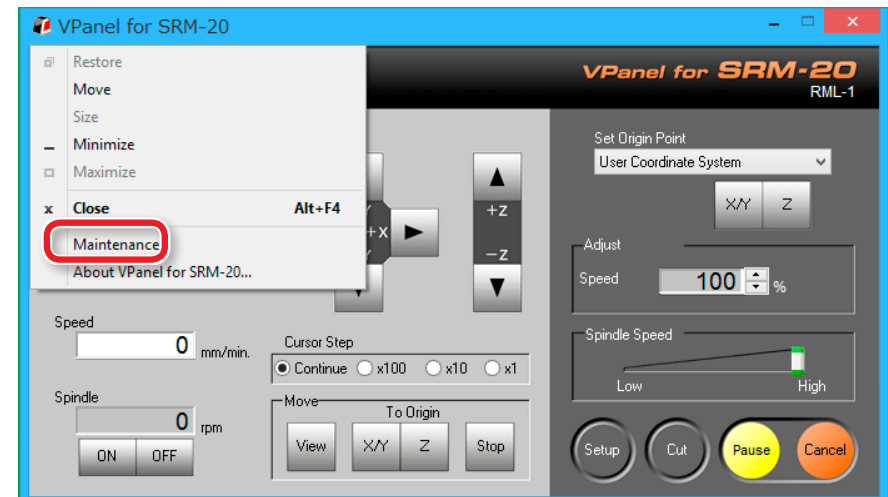 VPanel for SRM-20
Restore
Move
Size
Minimize
Maximize
x Close Alt+F4
Maintenance
About VPanel for SRM-20...
VPanel for SRM-20
RML-1
+X
+Z
−Z
Speed
0 mm/min.
Spindle
0 rpm
ON OFF
Cursor Step
Continue x100 x10 x1
Move
To Origin
View X/Y Z Stop
Set Origin Point
User Coordinate System
X/Y Z
Adjust
Speed 100 %
Spindle Speed
Low High
Setup Cut Pause Cancel